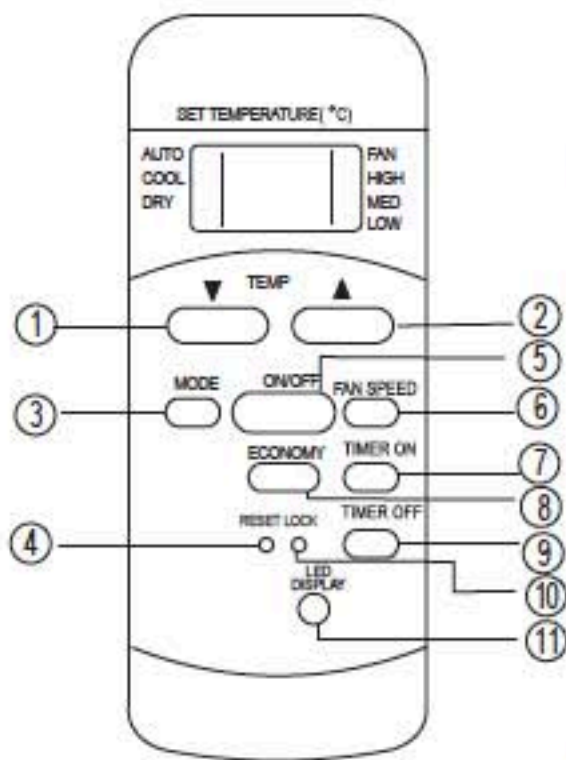 SET TEMPERATURE( °C)
AUTO FAN
COOL HIGH
DRY MED
LOW
▼ TEMP ▲
① ②
⑤
MODE ON/OFF FAN SPEED
③ ⑥
ECONOMY TIMER ON
⑦
⑧
RESET LOCK TIMER OFF
④ ⑨
LED
DISPLAY
⑩
⑪